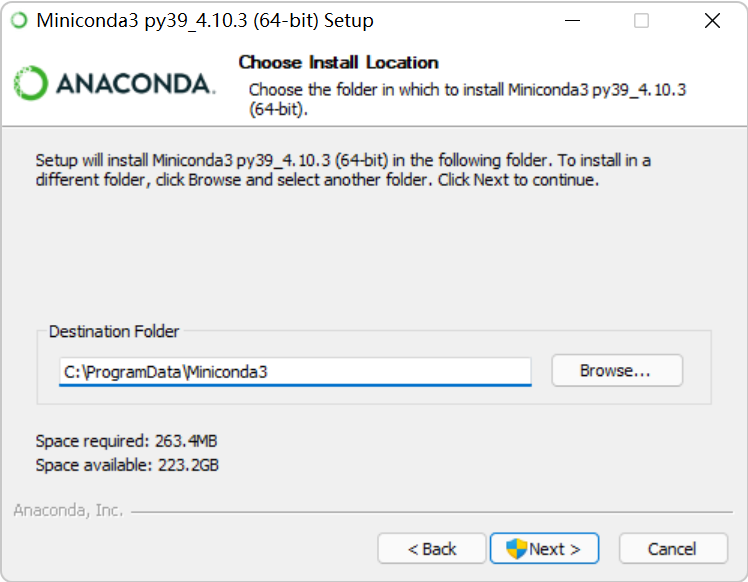 Miniconda3 py39_4.10.3 (64-bit) Setup
ANACONDA.
Choose Install Location
Choose the folder in which to install Miniconda3 py39_4.10.3
(64-bit).
Setup will install Miniconda3 py39_4.10.3 (64-bit) in the following folder. To install in a
different folder, click Browse and select another folder. Click Next to continue.
Destination Folder
C:\ProgramData\Miniconda3
Browse...
Space required: 263.4MB
Space available: 223.2GB
Anaconda, Inc.
< Back
Next >
Cancel